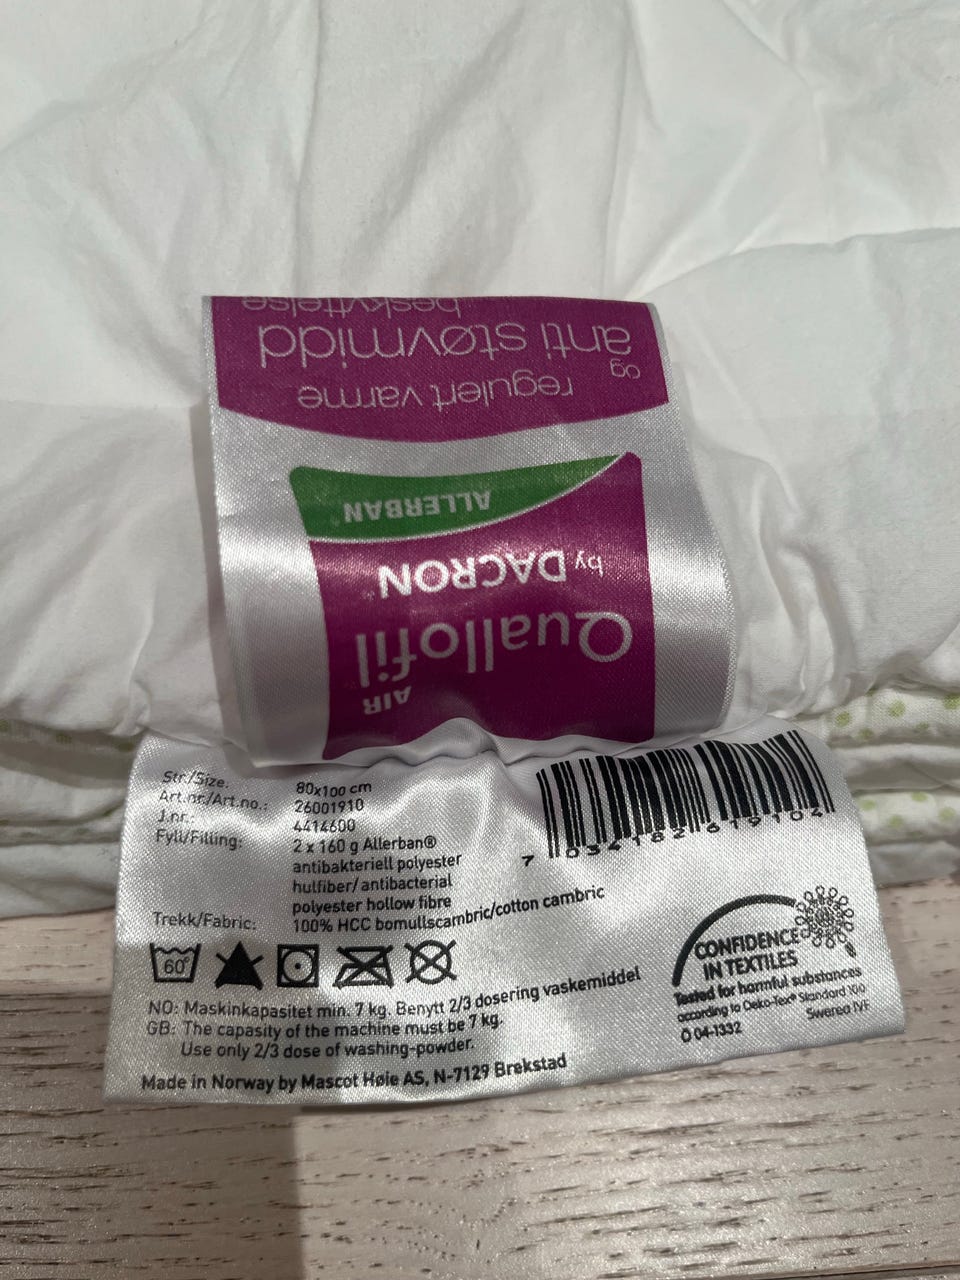 AIR
Quallofil
by DACRON
ALLERBAN®
regulert varme
og
anti støvmidd
beskyttelse
Str./Size: 80x100 cm
Art.nr./Art.no.: 26001910
J.nr.: 4414600
Fyll/Filling: 2 x 160 g Allerban®
antibakteriell polyester
hulfiber/antibacterial
polyester hollow fibre
Trekk/Fabric: 100% HCC bomullscambric/cotton cambric
7 034182 619104
60°
NO: Maskinkapasitet min. 7 kg. Benytt 2/3 dosering vaskemiddel
GB: The capasity of the machine must be 7 kg.
Use only 2/3 dose of washing-powder.
Made in Norway by Mascot Høie AS, N-7129 Brekstad
CONFIDENCE
IN TEXTILES
Tested for harmful substances
according to Oeko-Tex® Standard 100
O 04-1332 Swerea IVF